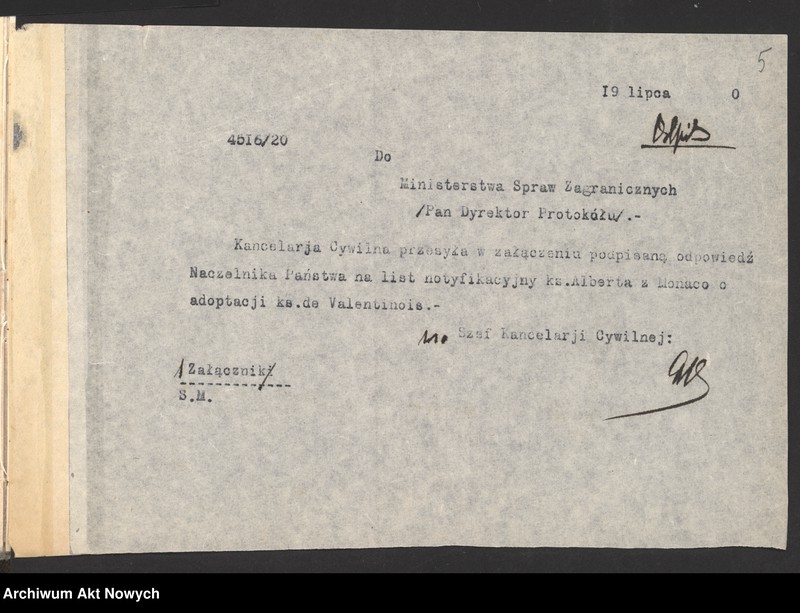 5
19 lipca 0
Odpis
4516/20
Do
Ministerstwa Spraw Zagranicznych
/Pan Dyrektor Protokółu/.-
Kancelarja Cywilna przesyła w załączeniu podpisaną odpowiedź
Naczelnika Państwa na list notyfikacyjny ks.Alberta z Monaco o
adoptacji ks.de Valentinois.-
Szef Kancelarji Cywilnej:
1 Załącznik/
S.M.
Archiwum Akt Nowych